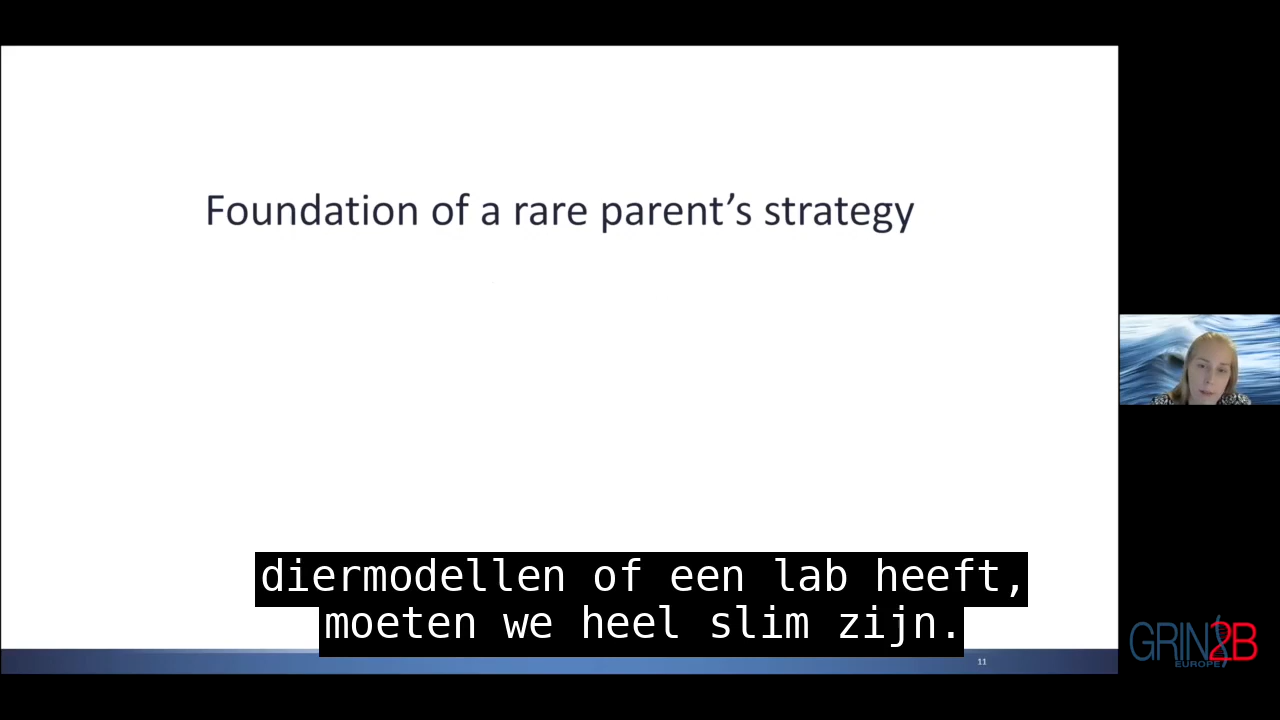 Foundation of a rare parent’s strategy
diermodellen of een lab heeft,
moeten we heel slim zijn.
11
GRIN2B
EUROPE